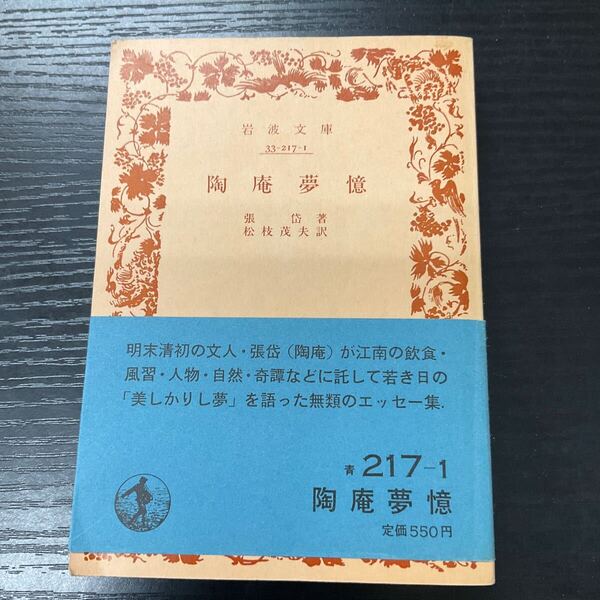 岩波文庫
33-217-1
陶庵夢憶
張岱著
松枝茂夫訳
明末清初の文人・張岱（陶庵）が江南の飲食・
風習・人物・自然・奇譚などに託して若き日の
「美しかりし夢」を語った無類のエッセー集.
青 217-1
陶庵夢憶
定価550円